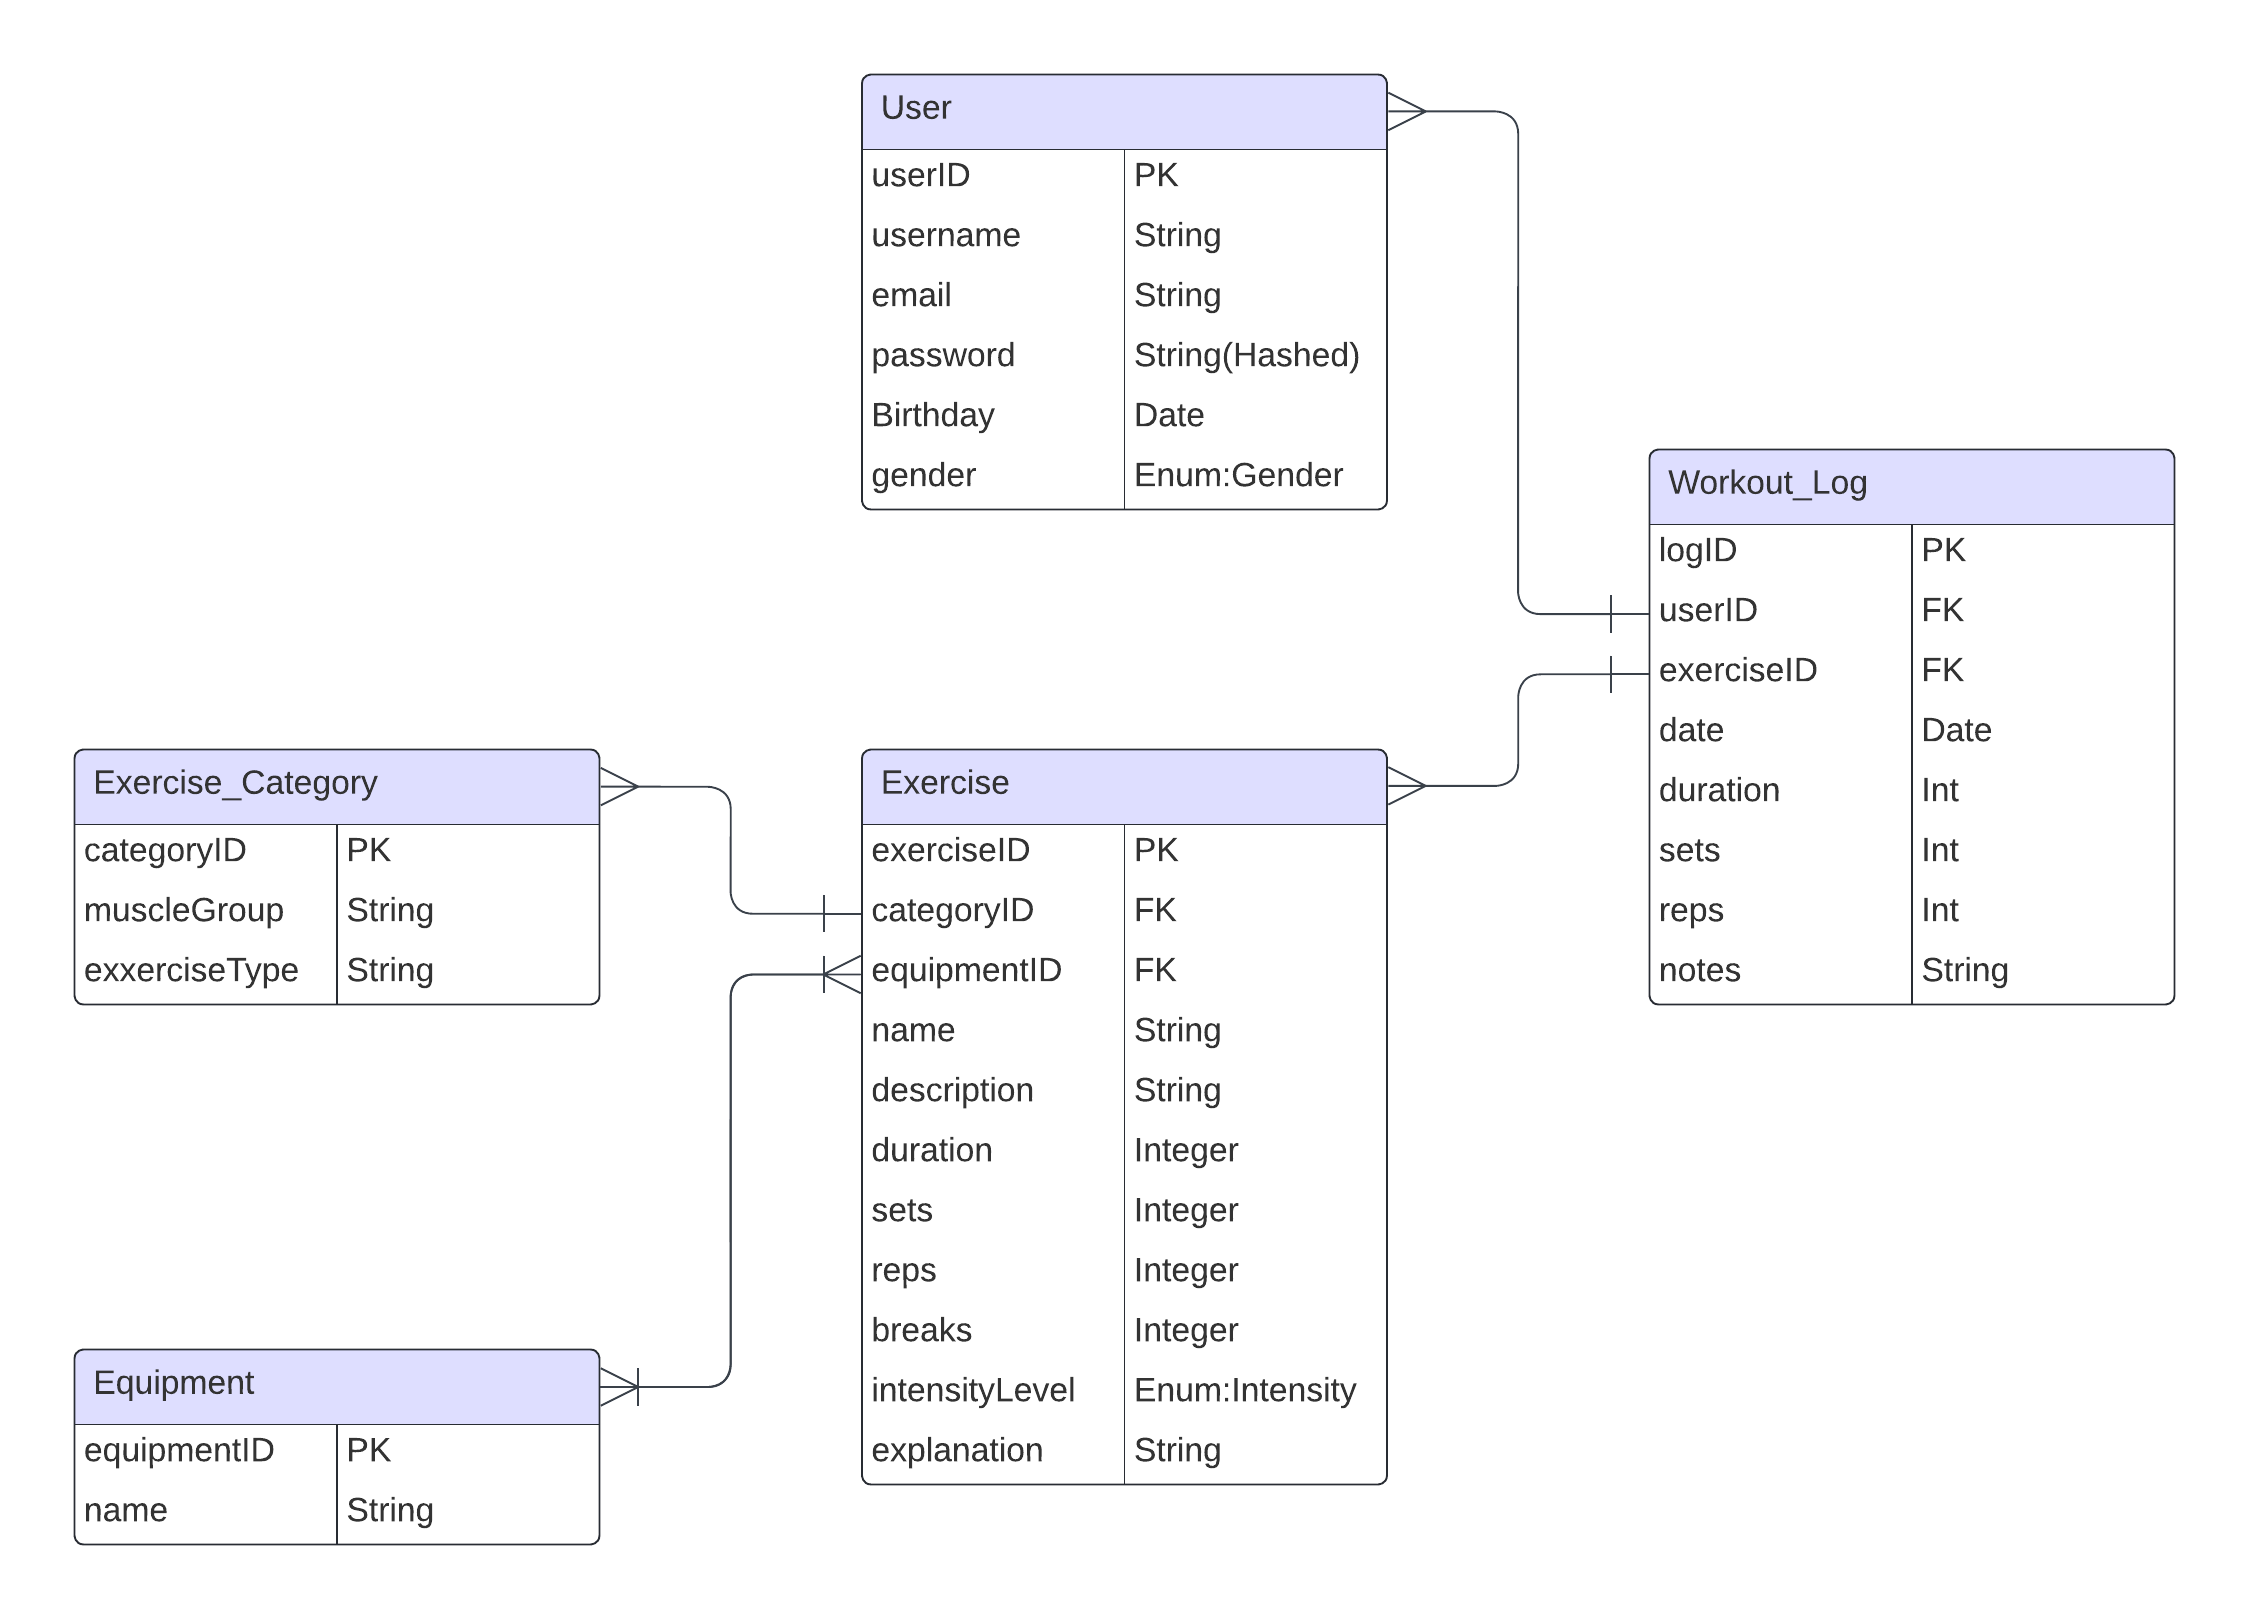 User
userID PK
username String
email String
password String(Hashed)
Birthday Date
gender Enum:Gender
Workout_Log
logID PK
userID FK
exerciseID FK
date Date
duration Int
sets Int
reps Int
notes String
Exercise_Category
categoryID PK
muscleGroup String
exxerciseType String
Exercise
exerciseID PK
categoryID FK
equipmentID FK
name String
description String
duration Integer
sets Integer
reps Integer
breaks Integer
intensityLevel Enum:Intensity
explanation String
Equipment
equipmentID PK
name String